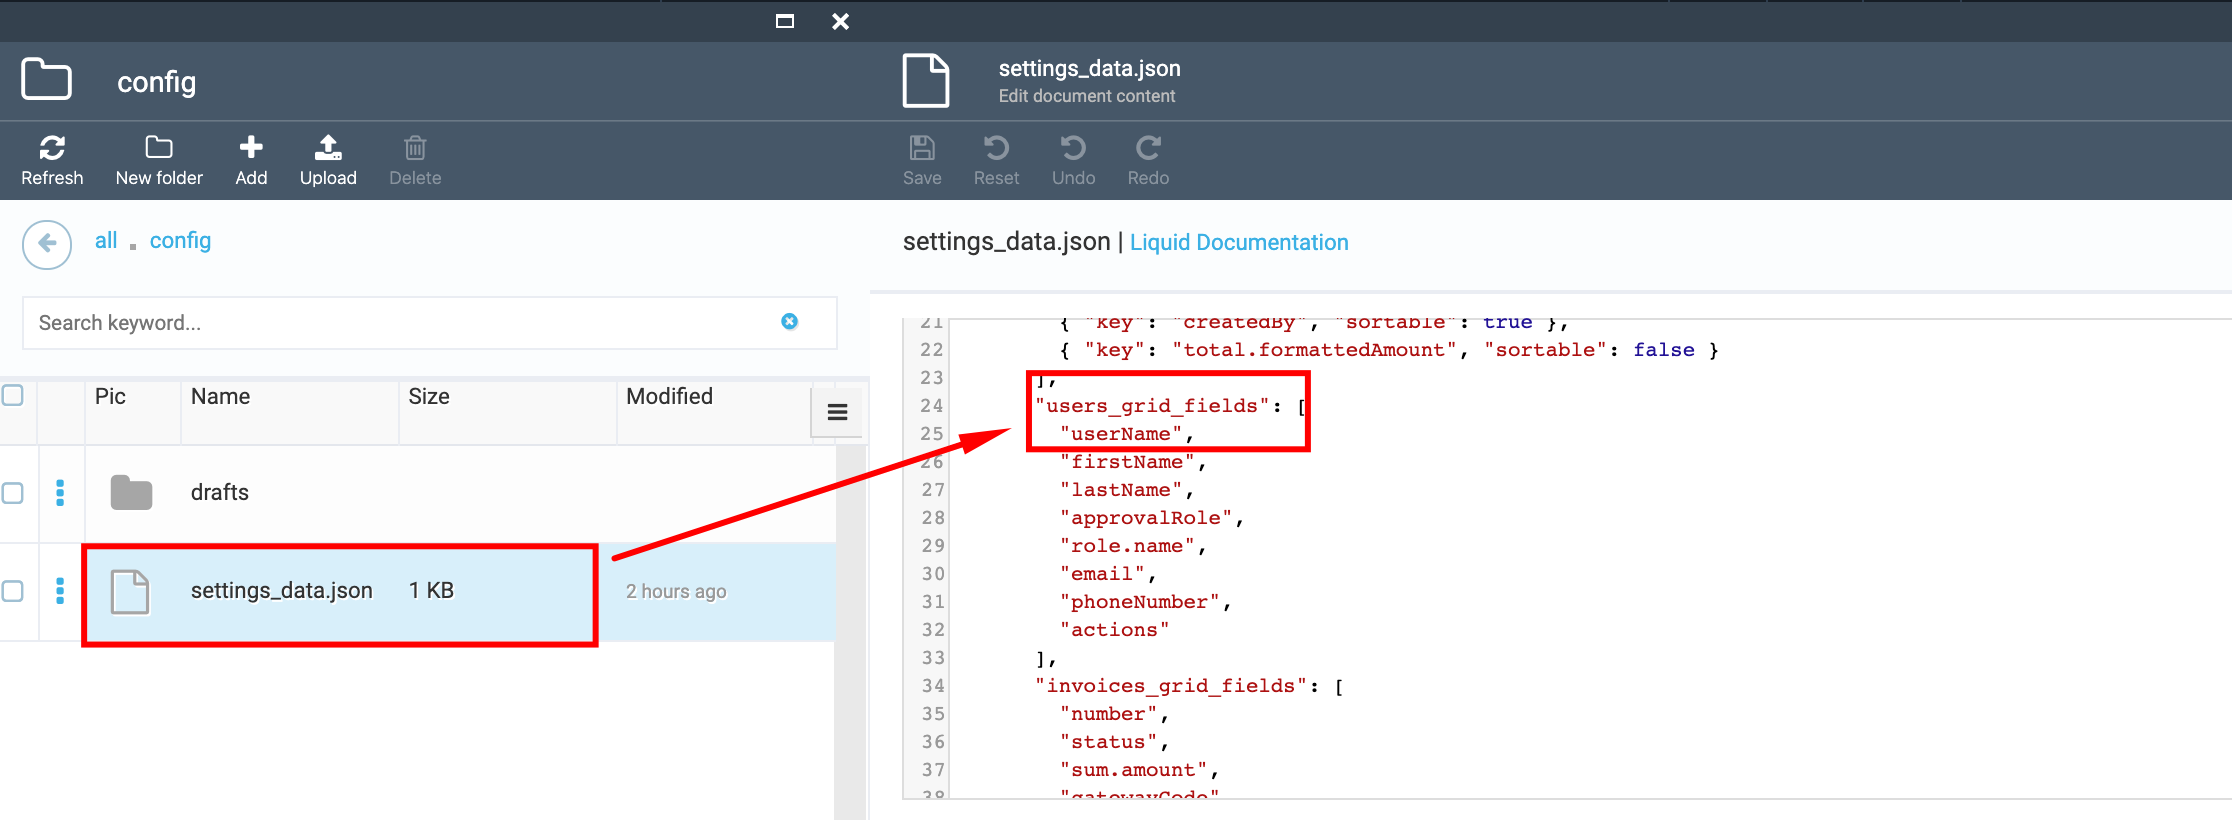 config
Refresh
New folder
Add
Upload
Delete
all . config
Search keyword...
Pic
Name
Size
Modified
drafts
settings_data.json
1 KB
2 hours ago
settings_data.json
Edit document content
Save
Reset
Undo
Redo
settings_data.json | Liquid Documentation
21 { "key": "createdBy", "sortable": true },
22 { "key": "total.formattedAmount", "sortable": false }
23 ],
24 "users_grid_fields": [
25 "userName",
26 "firstName",
27 "lastName",
28 "approvalRole",
29 "role.name",
30 "email",
31 "phoneNumber",
32 "actions"
33 ],
34 "invoices_grid_fields": [
35 "number",
36 "status",
37 "sum.amount",
38 "gatewayCode"